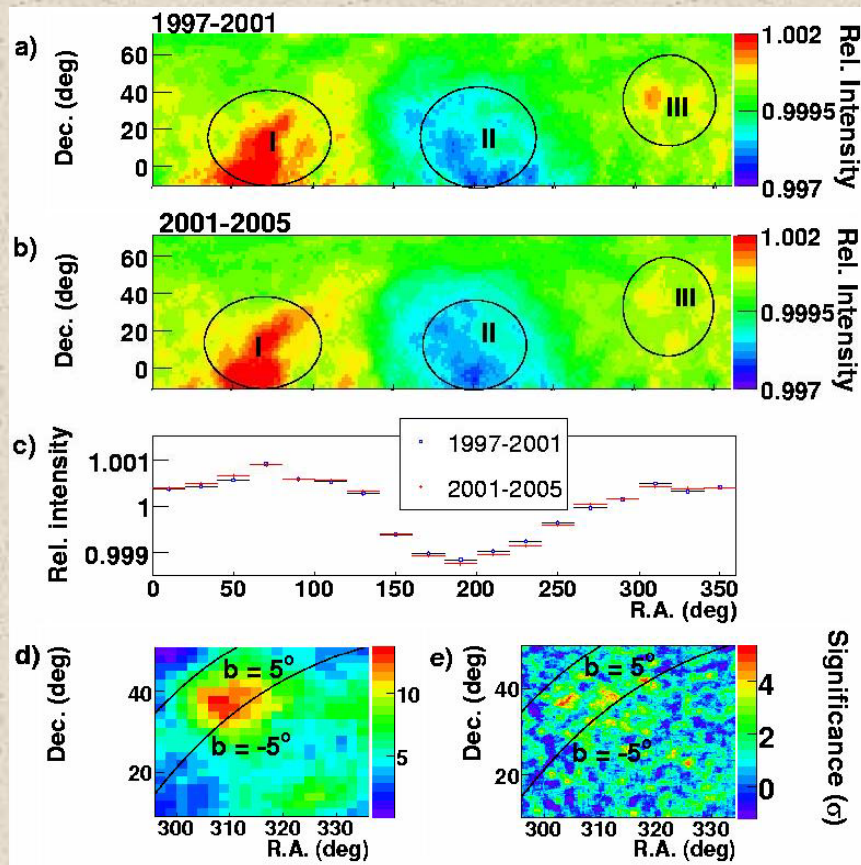 1997-2001
a)
Dec. (deg)
60
40
20
0
I
II
III
1.002
0.9995
0.997
Rel. Intensity
2001-2005
b)
Dec. (deg)
60
40
20
0
I
II
III
1.002
0.9995
0.997
Rel. Intensity
c)
Rel. intensity
1.001
1
0.999
1997-2001
2001-2005
0 50 100 150 200 250 300 350
R.A. (deg)
d)
Dec. (deg)
40
20
b = 5°
b = -5°
10
5
300 310 320 330
R.A. (deg)
e)
Dec. (deg)
40
20
b = 5°
b = -5°
4
2
0
Significance (σ)
300 310 320 330
R.A. (deg)